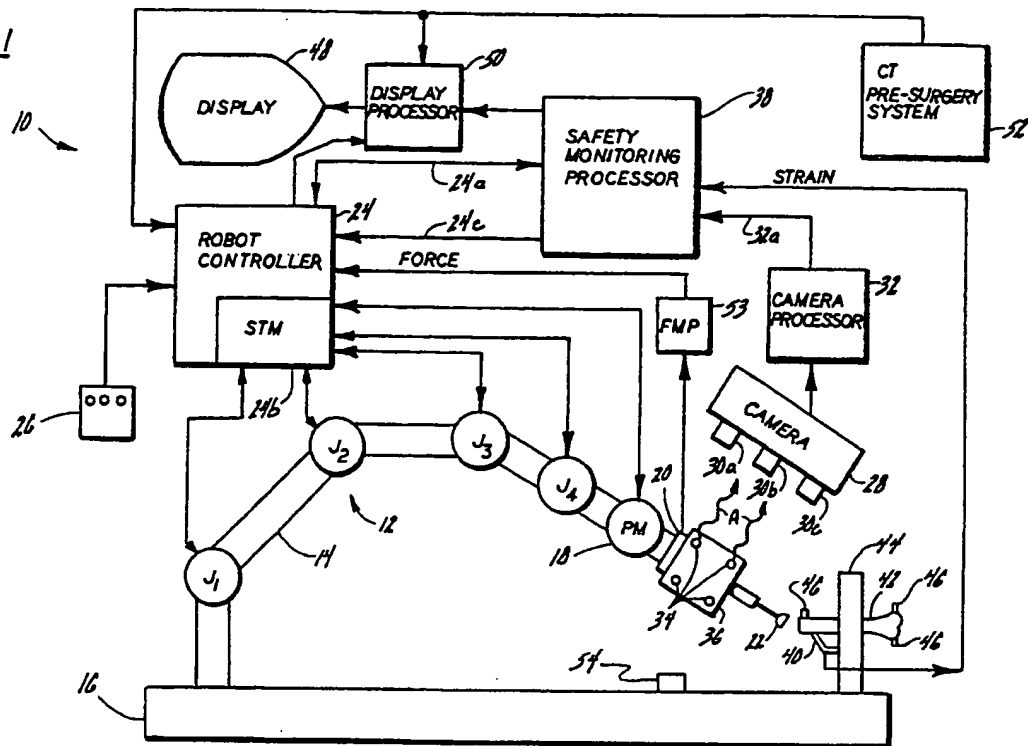 1
48
50
CT
PRE-SURGERY
SYSTEM
52
DISPLAY
DISPLAY
PROCESSOR
38
10
SAFETY
MONITORING
PROCESSOR
24a
STRAIN
24
24c
32a
ROBOT
CONTROLLER
FORCE
53
32
STM
FMP
CAMERA
PROCESSOR
26
24b
CAMERA
J2
J3
30a
30b
28
J4
20
A
30c
12
PM
44
14
18
46
42
46
J1
34
36
22
40
46
54
16